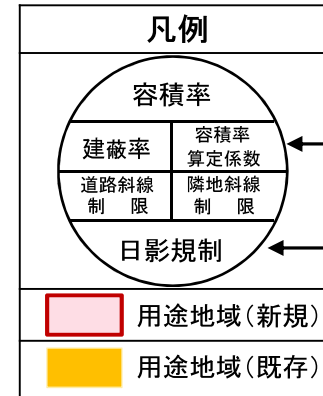 凡例
容積率
建蔽率
容積率
算定係数
道路斜線
制　限
隣地斜線
制　限
日影規制
用途地域（新規）
用途地域（既存）